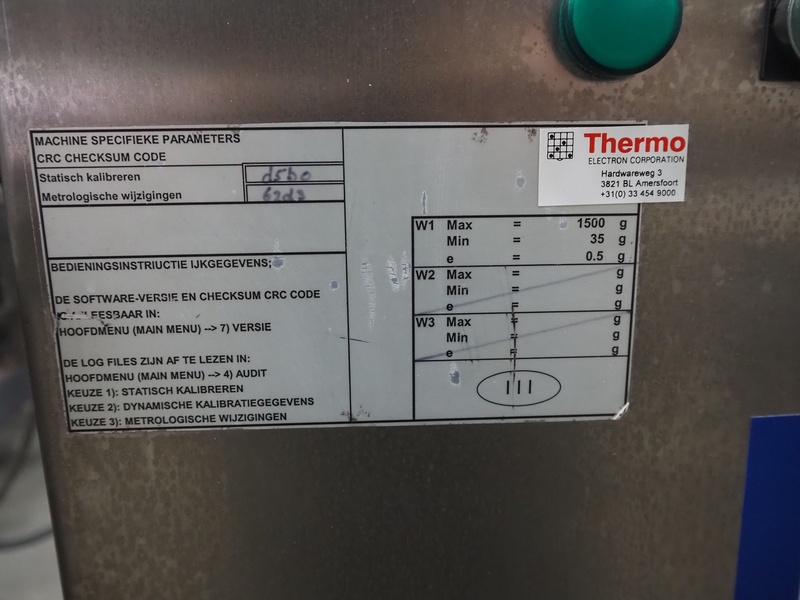 MACHINE SPECIFIEKE PARAMETERS
CRC CHECKSUM CODE
Statisch kalibreren d5b0
Metrologische wijzigingen 62d3
BEDIENINGSINSTRIUCTIE IJKGEGEVENS;
DE SOFTWARE-VERSIE EN CHECKSUM CRC CODE
AFLEESBAAR IN:
HOOFDMENU (MAIN MENU) --> 7) VERSIE
DE LOG FILES ZIJN AF TE LEZEN IN:
HOOFDMENU (MAIN MENU) --> 4) AUDIT
KEUZE 1): STATISCH KALIBREREN
KEUZE 2): DYNAMISCHE KALIBRATIEGEGEVENS
KEUZE 3): METROLOGISCHE WIJZIGINGEN
Thermo
ELECTRON CORPORATION
Hardwareweg 3
3821 BL Amersfoort
+31(0) 33 454 9000
W1 Max = 1500 g
Min = 35 g
e = 0.5 g
W2 Max = g
Min = g
e = g
W3 Max = g
Min = g
e = g
III